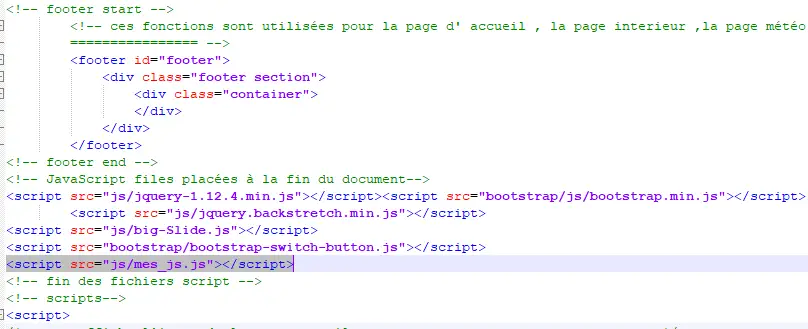 <!-- footer start -->
<!-- ces fonctions sont utilisées pour la page d' accueil , la page interieur ,la page météo
================ -->
<footer id="footer">
<div class="footer section">
<div class="container">
</div>
</div>
</footer>
<!-- footer end -->
<!-- JavaScript files placées à la fin du document-->
<script src="js/jquery-1.12.4.min.js"></script><script src="bootstrap/js/bootstrap.min.js"></script>
<script src="js/jquery.backstretch.min.js"></script>
<script src="js/big-Slide.js"></script>
<script src="bootstrap/bootstrap-switch-button.js"></script>
<script src="js/mes_js.js"></script>
<!-- fin des fichiers script -->
<!-- scripts-->
<script>